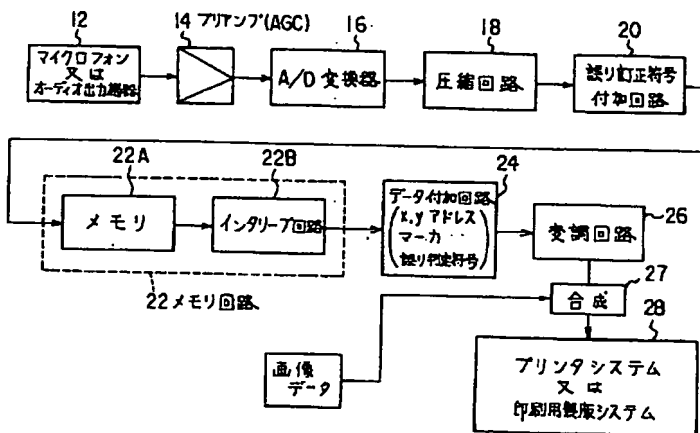 12
マイクロフォン
又は
オーディオ出力機器
14 プリアンプ(AGC)
16
A/D変換器
18
圧縮回路
20
誤り訂正符号
付加回路
22A
メモリ
22B
インタリーブ回路
22メモリ回路
24
データ付加回路
x,yアドレス
マーカ
誤り判定符号
変調回路
26
27
合成
28
画像
データ
プリンタシステム
又は
印刷用製版システム